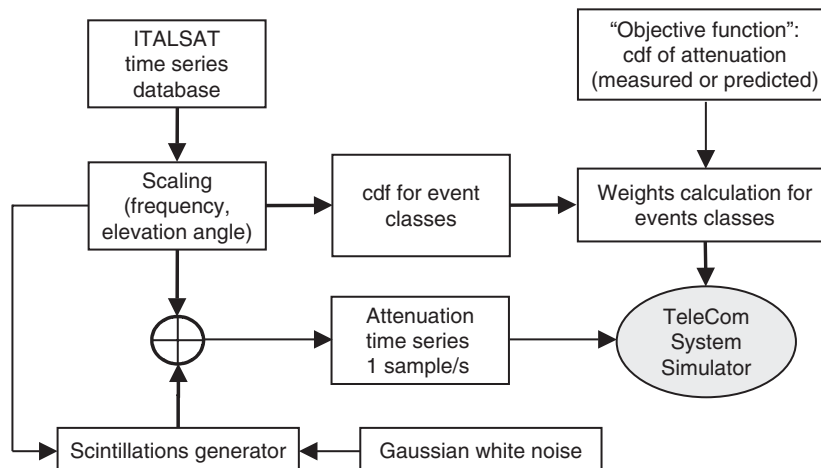 ITALSAT
time series
database
“Objective function”:
cdf of attenuation
(measured or predicted)
Scaling
(frequency,
elevation angle)
cdf for event
classes
Weights calculation for
events classes
Attenuation
time series
1 sample/s
TeleCom
System
Simulator
Scintillations generator
Gaussian white noise